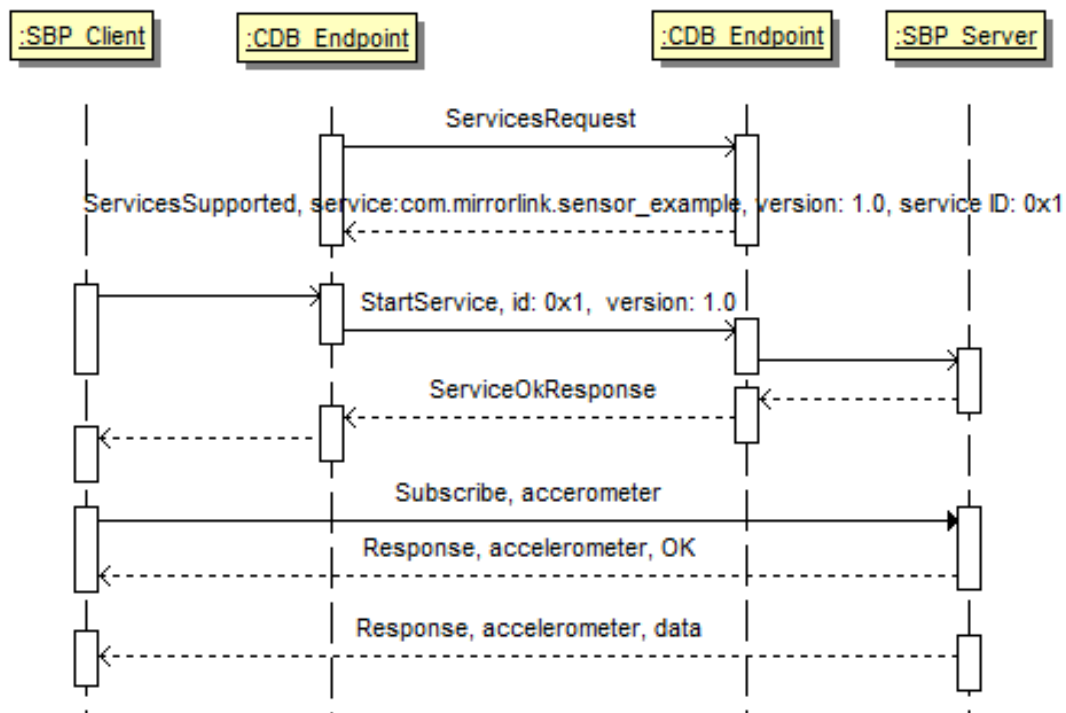 :SBP_Client
:CDB_Endpoint
:CDB_Endpoint
:SBP_Server
ServicesRequest
ServicesSupported, service:com.mirrorlink.sensor_example, version: 1.0, service ID: 0x1
StartService, id: 0x1, version: 1.0
ServiceOkResponse
Subscribe, accerometer
Response, accelerometer, OK
Response, accelerometer, data